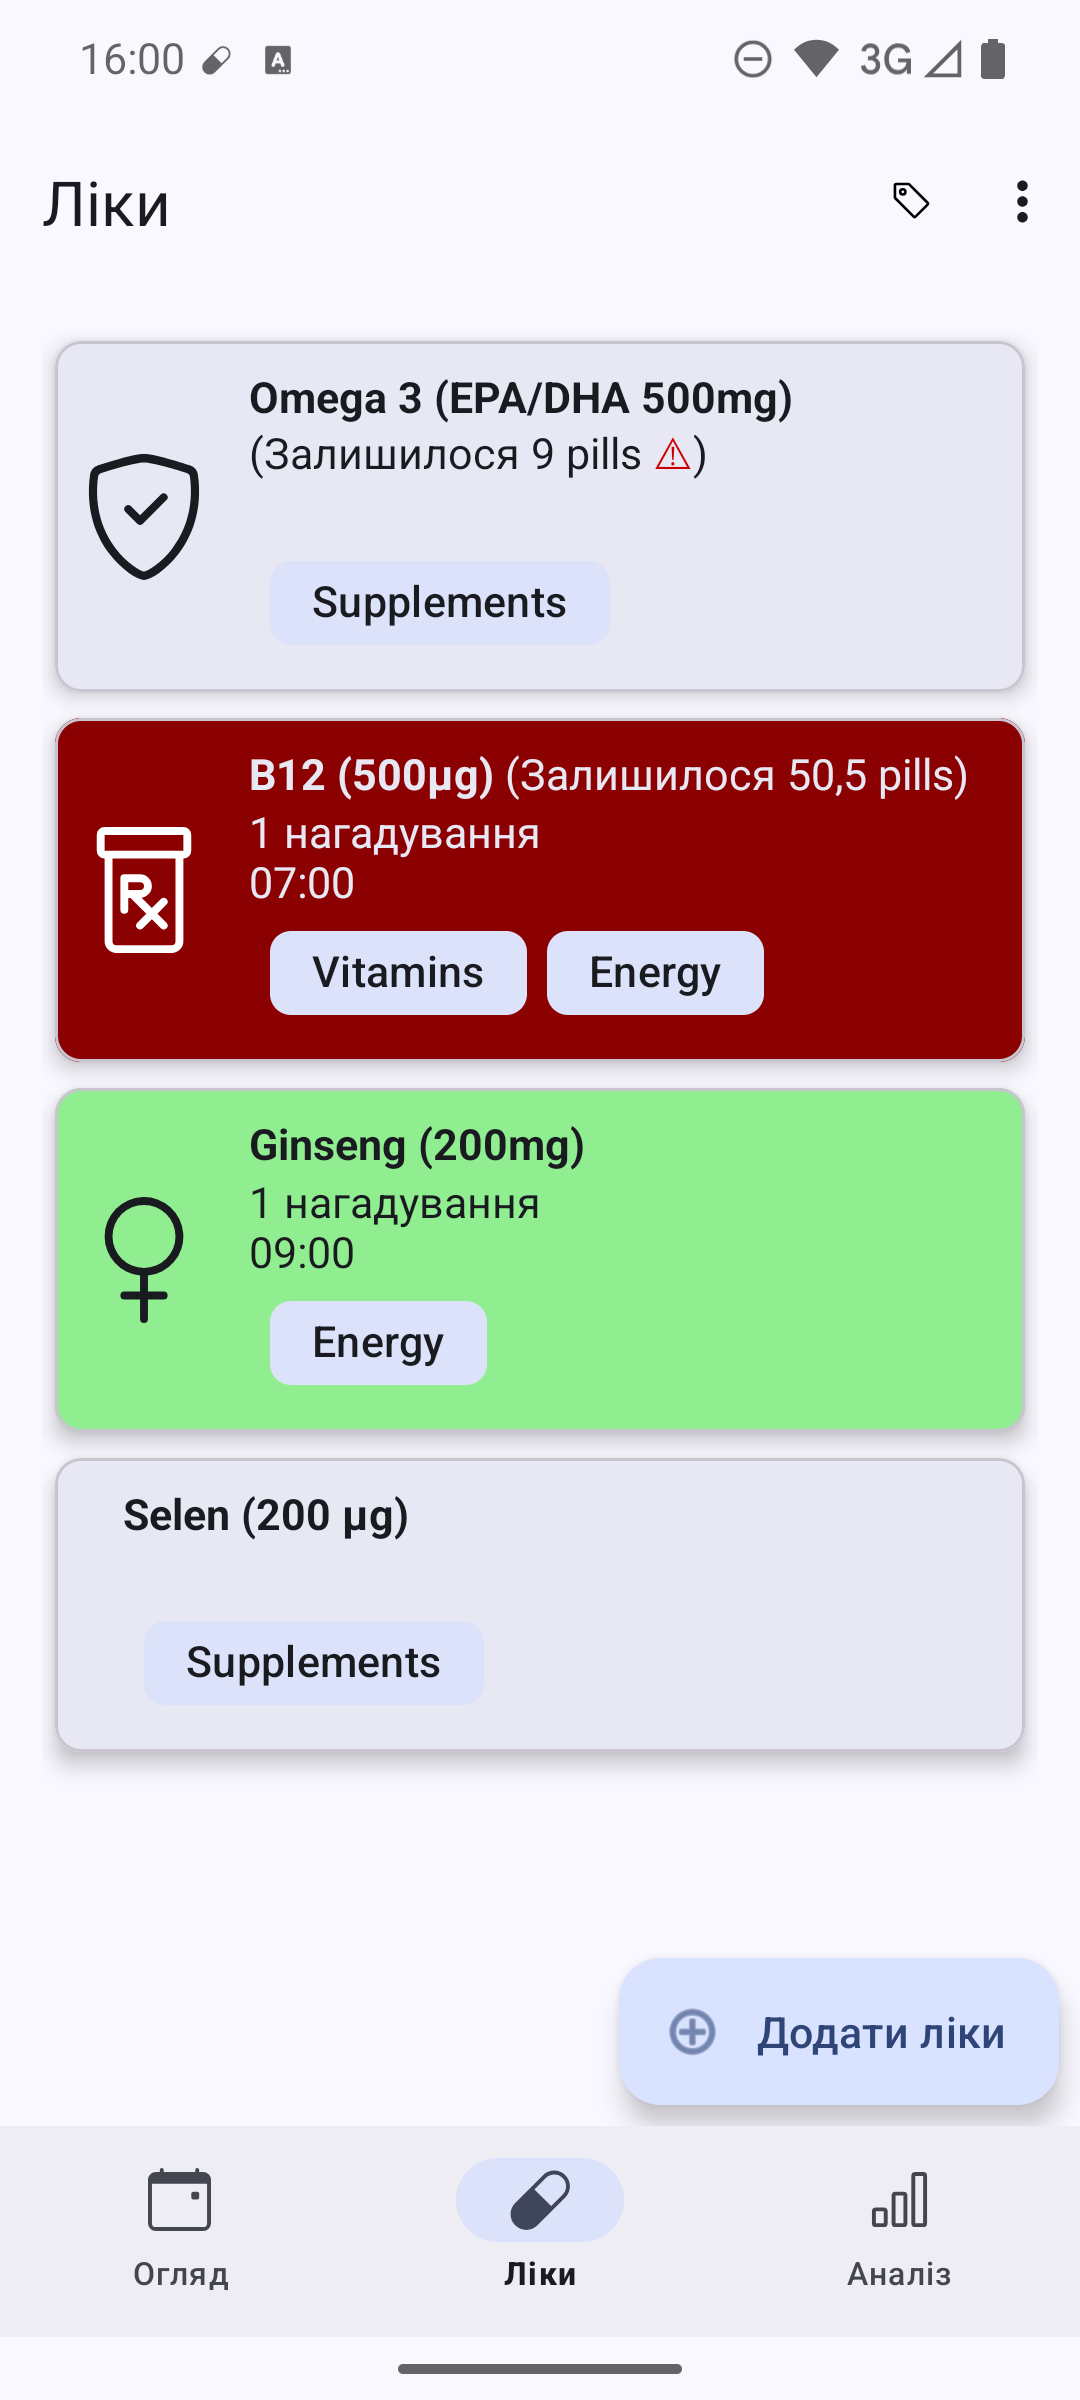 16:00
3G
Ліки
Omega 3 (EPA/DHA 500mg)
(Залишилося 9 pills ⚠)
Supplements
B12 (500µg) (Залишилося 50,5 pills)
1 нагадування
07:00
Vitamins Energy
Ginseng (200mg)
1 нагадування
09:00
Energy
Selen (200 µg)
Supplements
Додати ліки
Огляд Ліки Аналіз